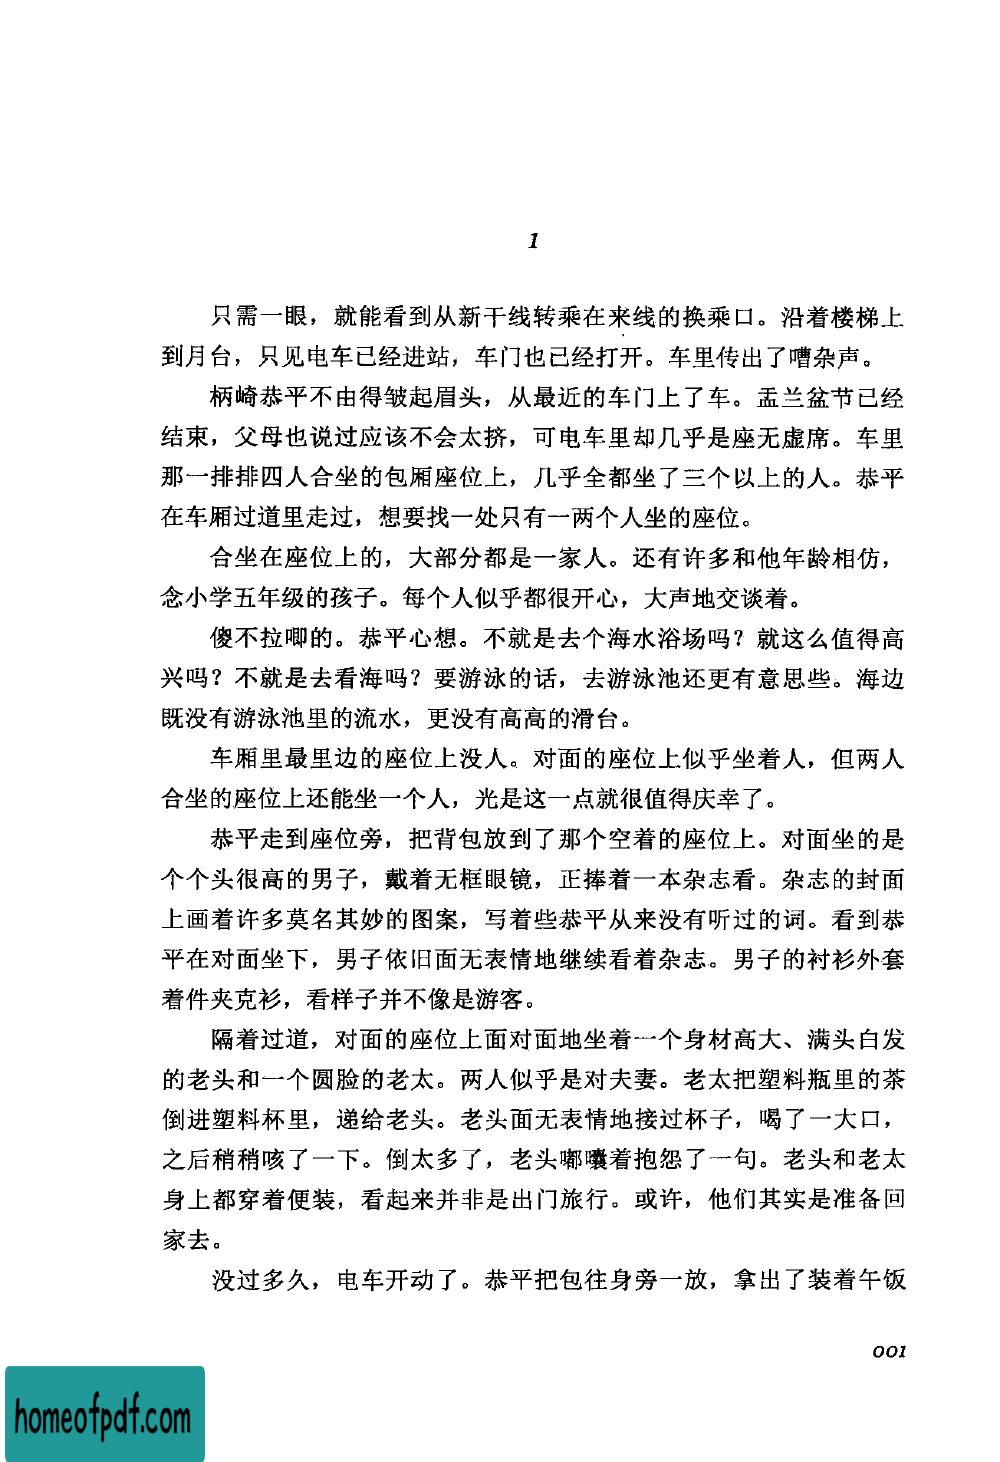 1
只需一眼，就能看到从新干线转乘在来线的换乘口。沿着楼梯上
到月台，只见电车已经进站，车门也已经打开。车里传出了嘈杂声。
柄崎恭平不由得皱起眉头，从最近的车门上了车。盂兰盆节已经
结束，父母也说过应该不会太挤，可电车里却几乎是座无虚席。车里
那一排排四人合坐的包厢座位上，几乎全都坐了三个以上的人。恭平
在车厢过道里走过，想要找一处只有一两个人坐的座位。
合坐在座位上的，大部分都是一家人。还有许多和他年龄相仿，
念小学五年级的孩子。每个人似乎都很开心，大声地交谈着。
傻不拉唧的。恭平心想。不就是去个海水浴场吗？就这么值得高
兴吗？不就是去看海吗？要游泳的话，去游泳池还更有意思些。海边
既没有游泳池里的流水，更没有高高的滑台。
车厢里最里边的座位上没人。对面的座位上似乎坐着人，但两人
合坐的座位上还能坐一个人，光是这一点就很值得庆幸了。
恭平走到座位旁，把背包放到了那个空着的座位上。对面坐的是
个个头很高的男子，戴着无框眼镜，正捧着一本杂志看。杂志的封面
上画着许多莫名其妙的图案，写着些恭平从来没有听过的词。看到恭
平在对面坐下，男子依旧面无表情地继续看着杂志。男子的衬衫外套
着件夹克衫，看样子并不像是游客。
隔着过道，对面的座位上面对面地坐着一个身材高大、满头白发
的老头和一个圆脸的老太。两人似乎是对夫妻。老太把塑料瓶里的茶
倒进塑料杯里，递给老头。老头面无表情地接过杯子，喝了一大口，
之后稍稍咳了一下。倒太多了，老头嘟囔着抱怨了一句。老头和老太
身上都穿着便装，看起来并非是出门旅行。或许，他们其实是准备回
家去。
没过多久，电车开动了。恭平把包往身旁一放，拿出了装着午饭
001
homeofpdf.com